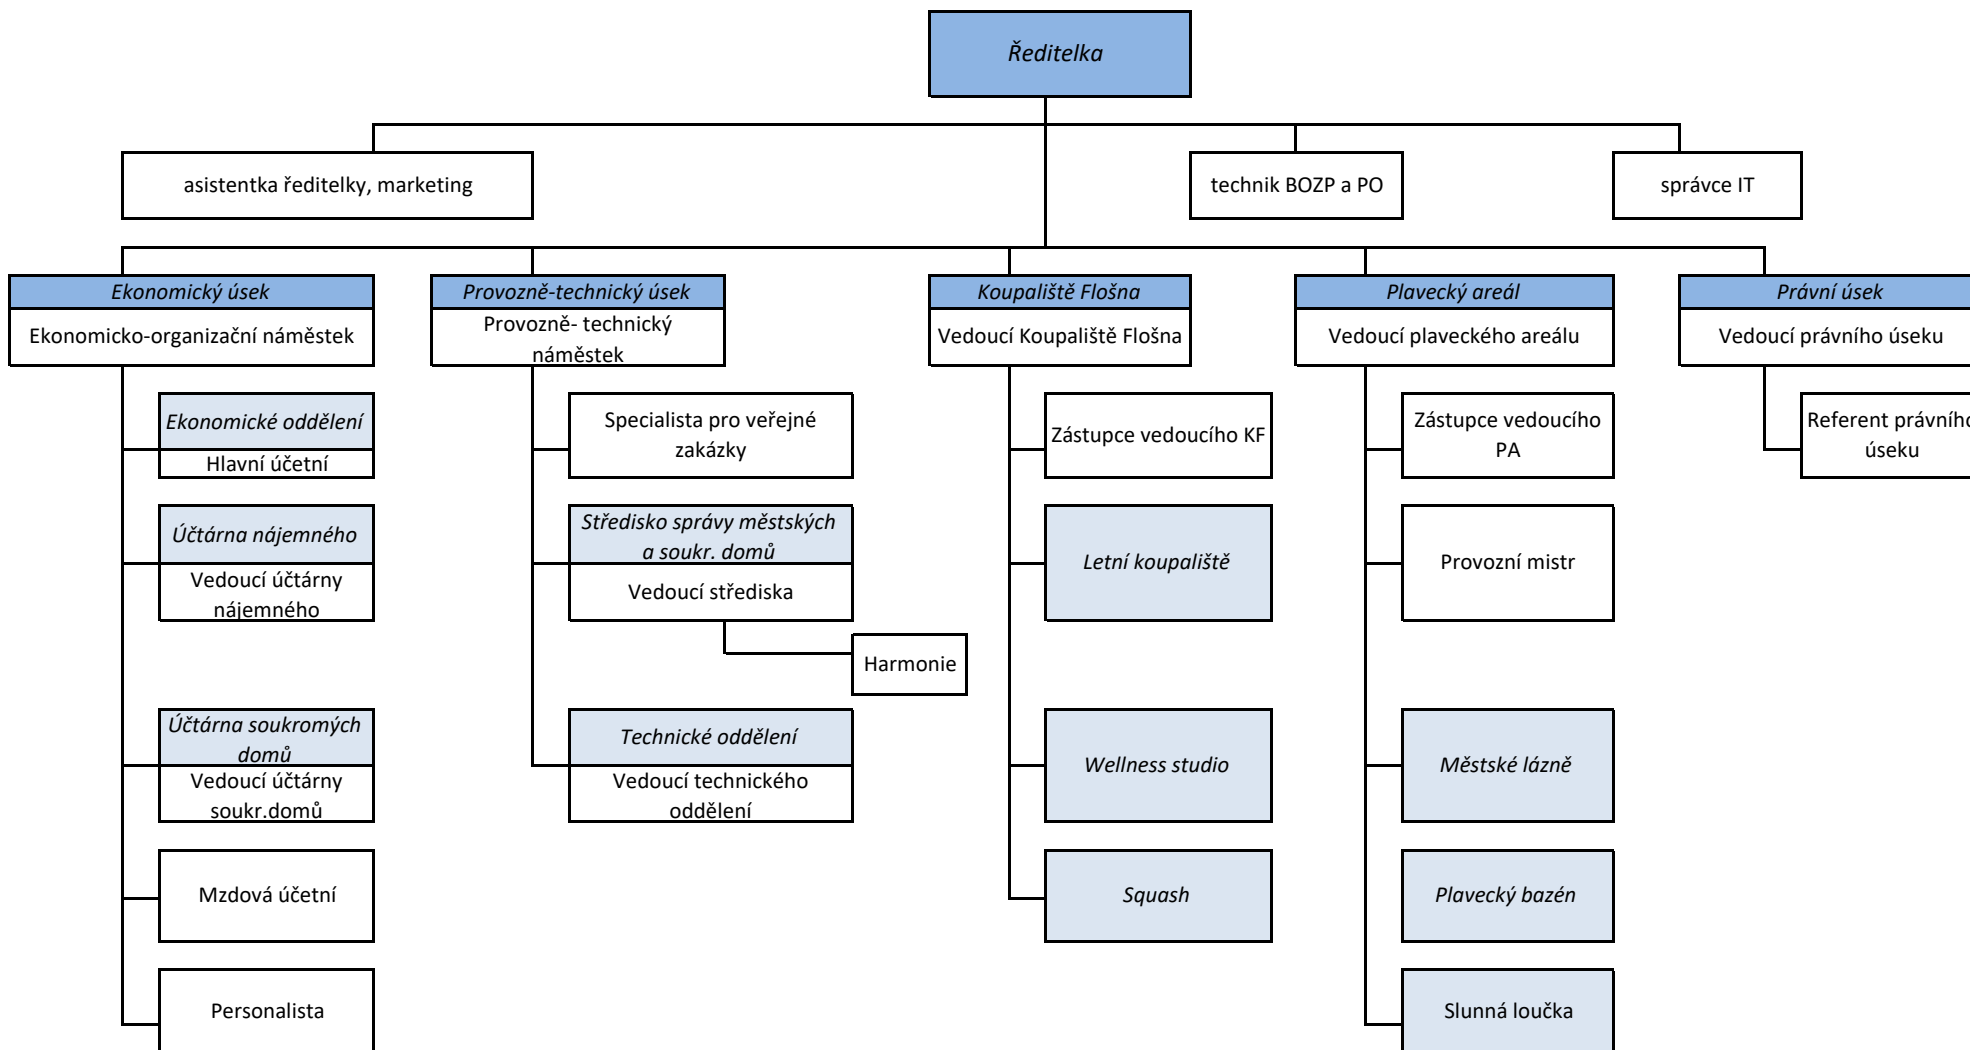 Ředitelka
asistentka ředitelky, marketing
technik BOZP a PO
správce IT
Ekonomický úsek
Ekonomicko-organizační náměstek
Ekonomické oddělení
Hlavní účetní
Účtárna nájemného
Vedoucí účtárny
nájemného
Účtárna soukromých
domů
Vedoucí účtárny
soukr.domů
Mzdová účetní
Personalista
Provozně-technický úsek
Provozně- technický
náměstek
Specialista pro veřejné
zakázky
Středisko správy městských
a soukr. domů
Vedoucí střediska
Harmonie
Technické oddělení
Vedoucí technického
oddělení
Koupaliště Flošna
Vedoucí Koupaliště Flošna
Zástupce vedoucího KF
Letní koupaliště
Wellness studio
Squash
Plavecký areál
Vedoucí plaveckého areálu
Zástupce vedoucího
PA
Provozní mistr
Městské lázně
Plavecký bazén
Slunná loučka
Právní úsek
Vedoucí právního úseku
Referent právního
úseku